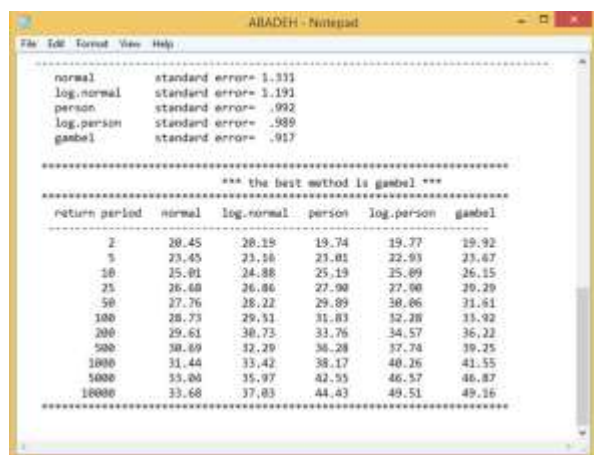 ABADEH - Notepad
File Edit Format View Help
normal standard error= 1.331
log.normal standard error= 1.191
person standard error= .992
log.person standard error= .989
gambel standard error= .917
*** the best method is gambel ***
return period normal log.normal person log.person gambel
2 20.45 20.19 19.74 19.77 19.92
5 23.45 23.16 23.01 22.93 23.67
10 25.01 24.88 25.19 25.09 26.15
25 26.68 26.86 27.90 27.90 29.29
50 27.76 28.22 29.89 30.06 31.61
100 28.73 29.51 31.83 32.28 33.92
200 29.61 30.73 33.76 34.57 36.22
500 30.69 32.29 36.28 37.74 39.25
1000 31.44 33.42 38.17 40.26 41.55
5000 33.04 35.97 42.55 46.57 46.87
10000 33.68 37.03 44.43 49.51 49.16